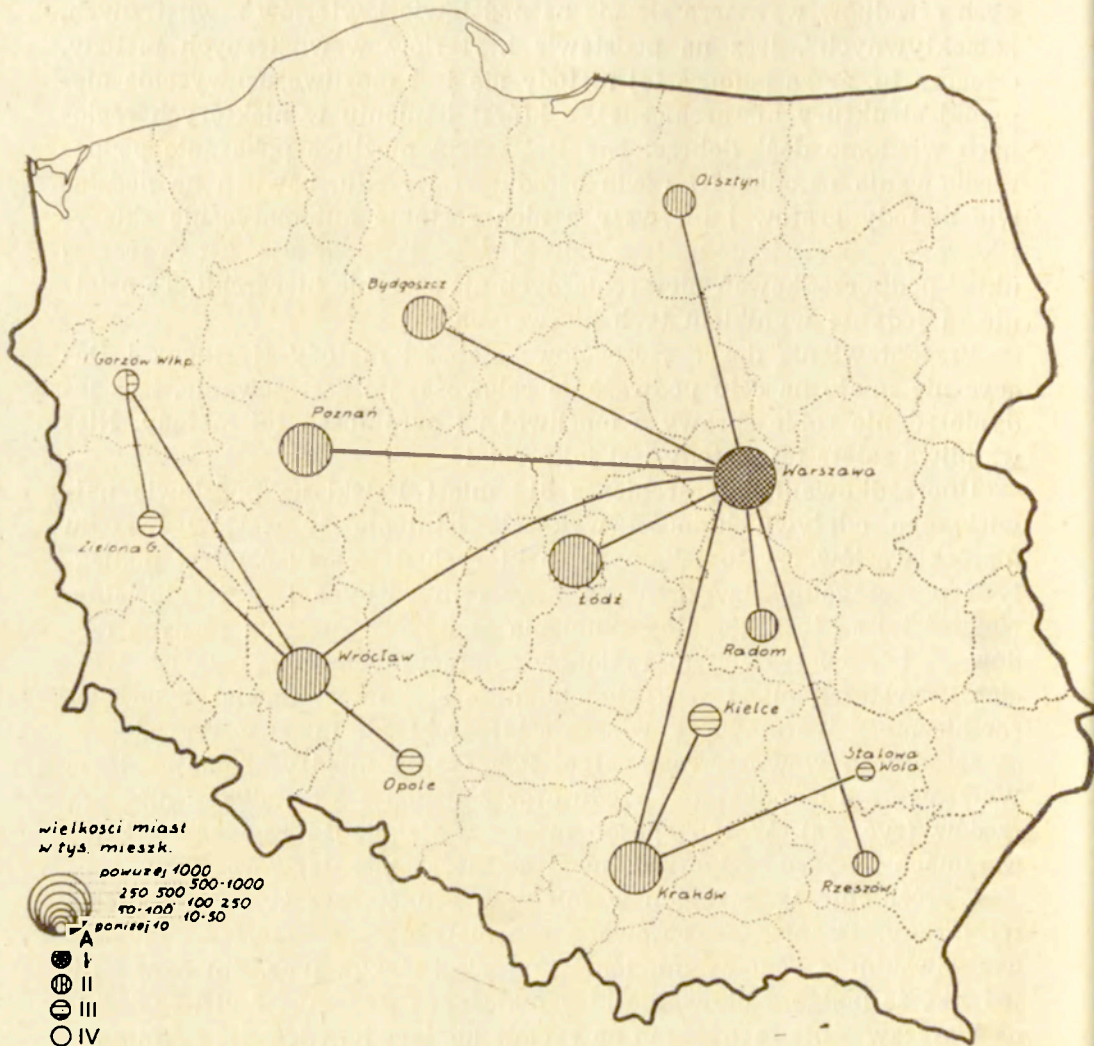 Olsztyn
Bydgoszcz
Gorzów Wlkp.
Poznań
Warszawa
Zielona G.
Łódź
Radom
Wrocław
Kielce
Stalowa
Wola
Opole
Rzeszów
Kraków
wielkosci miast
w tys. mieszk.
powyżej 1000
250 500 500-1000
50-100 100 250
poniżej 10 10-50
A
I
II
III
IV